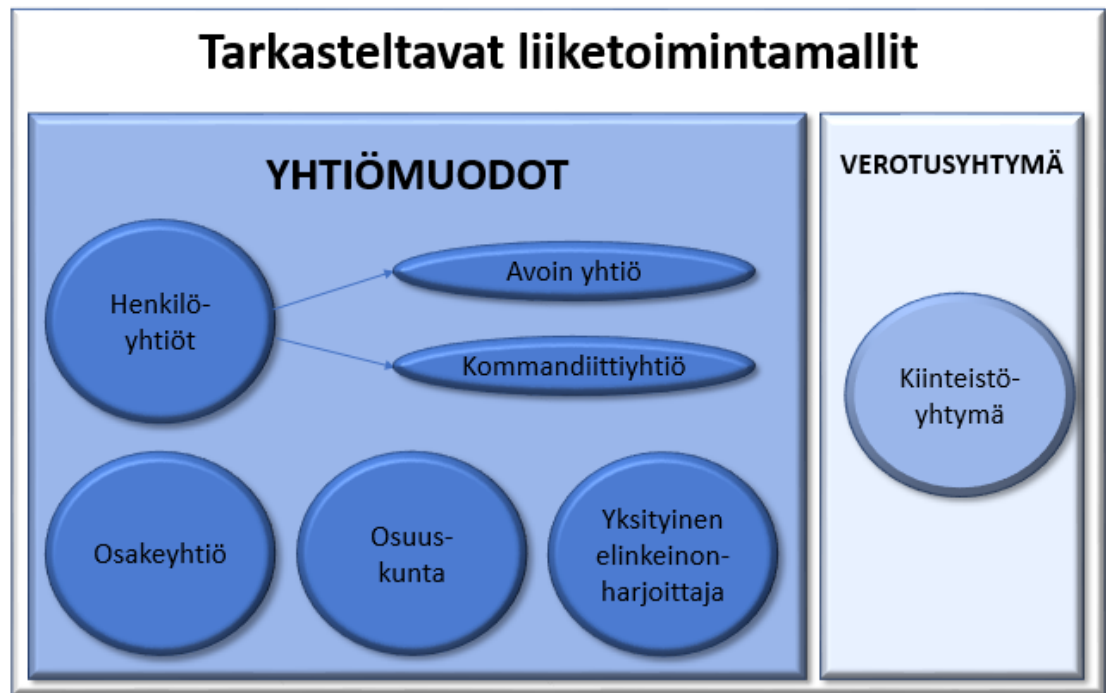 Tarkasteltavat liiketoimintamallit
YHTIÖMUODOT
Henkilö-
yhtiöt
Avoin yhtiö
Kommandiittiyhtiö
Osakeyhtiö
Osuus-
kunta
Yksityinen
elinkeinon-
harjoittaja
VEROTUSYHTYMÄ
Kiinteistö-
yhtymä